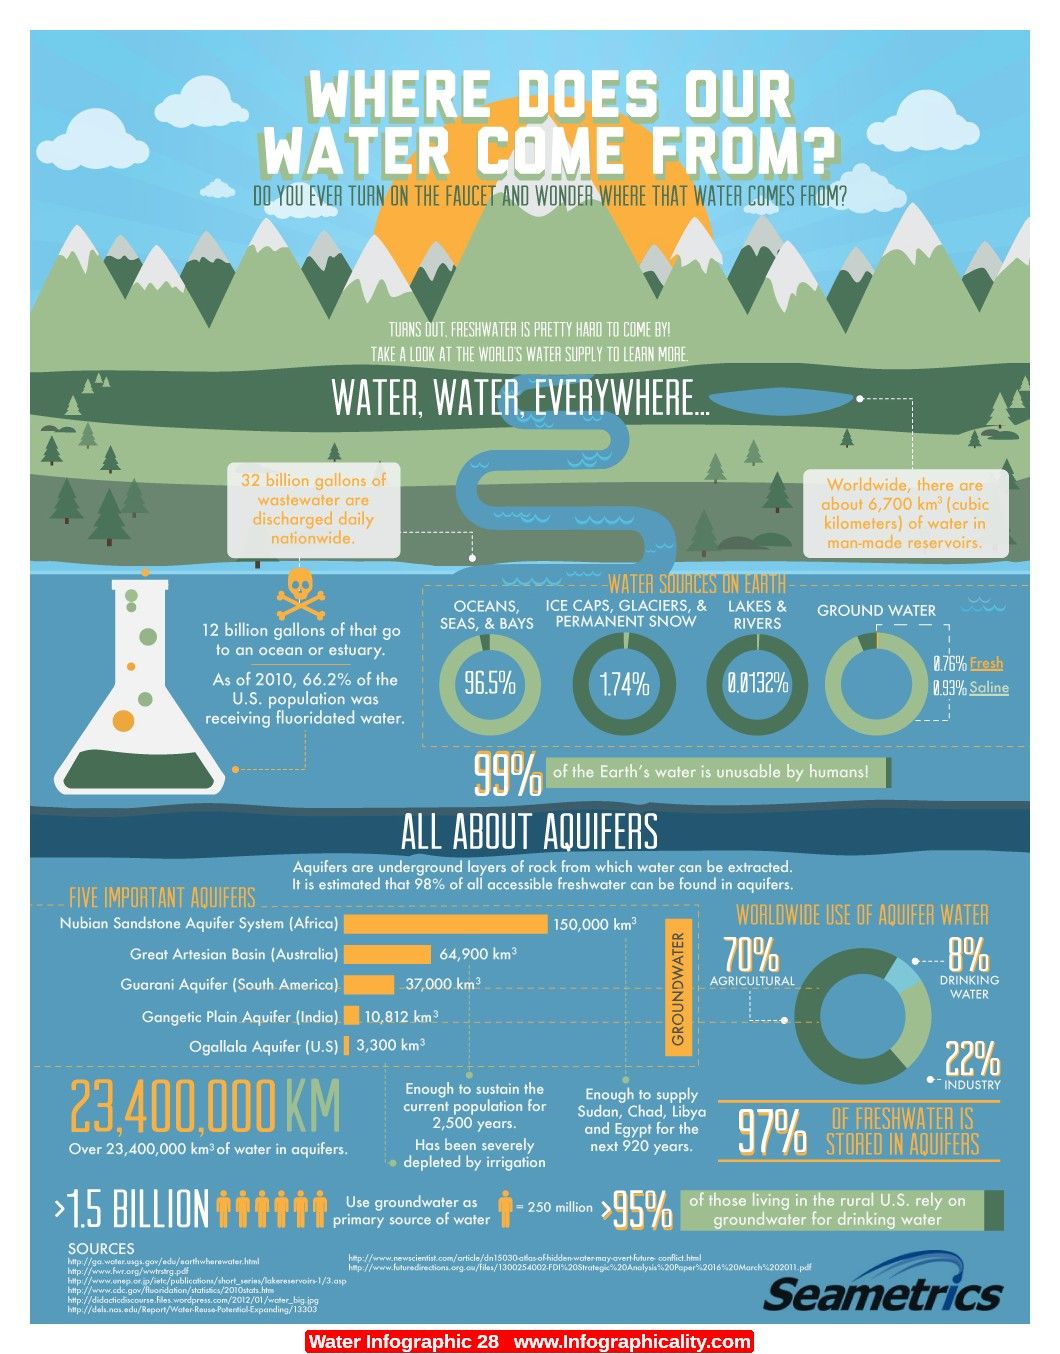 WHERE DOES OUR
WATER COME FROM?
DO YOU EVER TURN ON THE FAUCET AND WONDER WHERE THAT WATER COMES FROM?
TURNS OUT, FRESHWATER IS PRETTY HARD TO COME BY!
TAKE A LOOK AT THE WORLD'S WATER SUPPLY TO LEARN MORE.
WATER, WATER, EVERYWHERE...
32 billion gallons of
wastewater are
discharged daily
nationwide.
Worldwide, there are
about 6,700 km³ (cubic
kilometers) of water in
man-made reservoirs.
12 billion gallons of that go
to an ocean or estuary.
As of 2010, 66.2% of the
U.S. population was
receiving fluoridated water.
WATER SOURCES ON EARTH
OCEANS,
SEAS, & BAYS
96.5%
ICE CAPS, GLACIERS, &
PERMANENT SNOW
1.74%
LAKES &
RIVERS
0.0132%
GROUND WATER
0.76% Fresh
0.93% Saline
99% of the Earth's water is unusable by humans!
ALL ABOUT AQUIFERS
Aquifers are underground layers of rock from which water can be extracted.
It is estimated that 98% of all accessible freshwater can be found in aquifers.
FIVE IMPORTANT AQUIFERS
Nubian Sandstone Aquifer System (Africa) 150,000 km³
Great Artesian Basin (Australia) 64,900 km³
Guarani Aquifer (South America) 37,000 km³
Gangetic Plain Aquifer (India) 10,812 km³
Ogallala Aquifer (U.S) 3,300 km³
GROUNDWATER
WORLDWIDE USE OF AQUIFER WATER
70%
AGRICULTURAL
8%
DRINKING
WATER
22%
INDUSTRY
23,400,000 KM
Over 23,400,000 km³ of water in aquifers.
Enough to sustain the
current population for
2,500 years.
Has been severely
depleted by irrigation
Enough to supply
Sudan, Chad, Libya
and Egypt for the
next 920 years.
97% OF FRESHWATER IS
STORED IN AQUIFERS
>1.5 BILLION
Use groundwater as
primary source of water
= 250 million
>95%
of those living in the rural U.S. rely on
groundwater for drinking water
SOURCES
http://ga.water.usgs.gov/edu/earthwherewater.html
http://www.fwr.org/wwtrstrg.pdf
http://www.unep.or.jp/ietc/publications/short_series/lakereservoirs-1/3.asp
http://www.cdc.gov/fluoridation/statistics/2010stats.htm
http://didacticdiscourse.files.wordpress.com/2012/01/water_big.jpg
http://dels.nas.edu/Report/Water-Reuse-Potential-Expanding/13303
http://www.newscientist.com/article/dn15030-atlas-of-hidden-water-may-avert-future- conflict.html
http://www.futuredirections.org.au/files/1300254002-FDI%20Strategic%20Analysis%20Paper%2016%20March%202011.pdf
Seametrics
Water Infographic 28 www.Infographicality.com